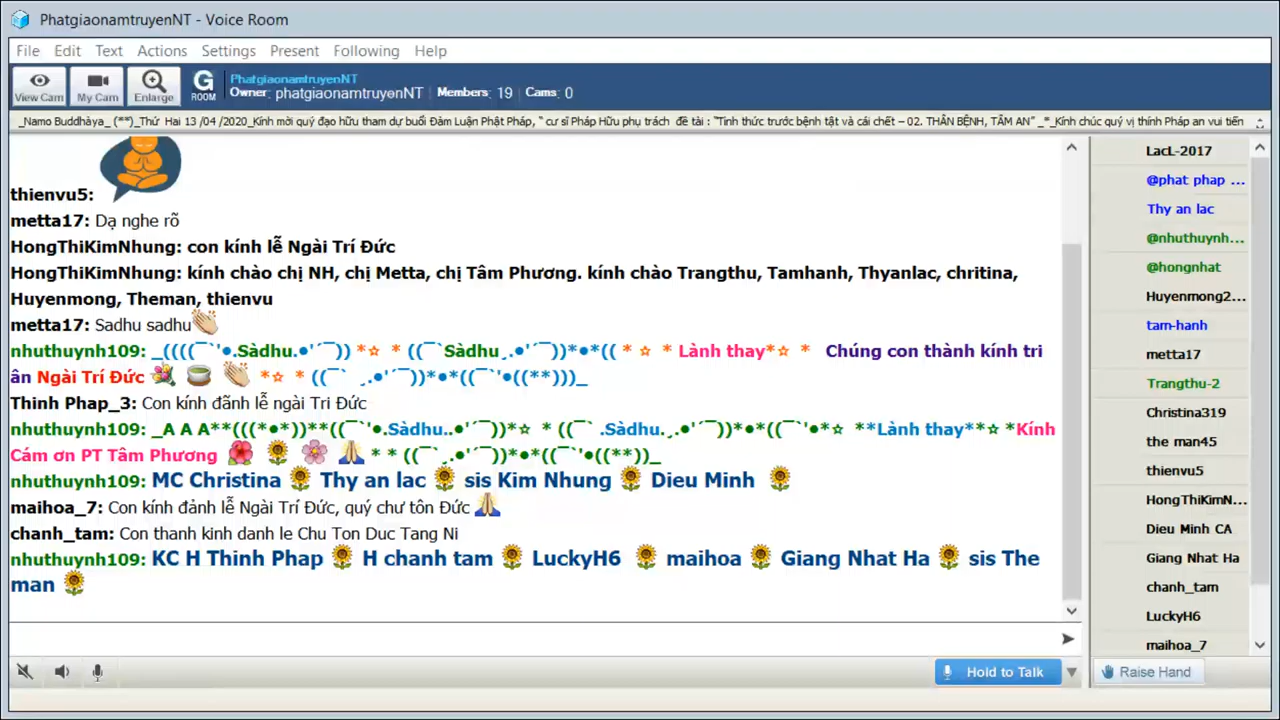 PhatgiaonamtruyenNT - Voice Room
File Edit Text Actions Settings Present Following Help
View Cam My Cam Enlarge G ROOM PhatgiaonamtruyenNT
Owner: phatgiaonamtruyenNT Members: 19 Cams: 0
_Namo Buddhàya_ (**)_Thứ Hai 13 /04 /2020_Kính mời quý đạo hữu tham dự buổi Đàm Luận Phật Pháp, " cư sĩ Pháp Hữu phụ trách đề tài : "Tỉnh thức trước bệnh tật và cái chết – 02. THÂN BỆNH, TÂM AN" _*_Kính chúc quý vị thính Pháp an vui tiến
thienvu5:
metta17: Dạ nghe rõ
HongThiKimNhung: con kính lễ Ngài Trí Đức
HongThiKimNhung: kính chào chị NH, chị Metta, chị Tâm Phương. kính chào Trangthu, Tamhanh, Thyanlac, chritina,
Huyenmong, Theman, thienvu
metta17: Sadhu sadhu👏
nhuthuynh109: _((((¯`'•.Sàdhu.•'´¯)) *☆ * ((¯`Sàdhu¸.•'´¯))*•*(( * ☆ * Lành thay*☆ * Chúng con thành kính tri
ân Ngài Trí Đức 💐 🍵 👏 *☆ * ((¯` ¸.•'´¯))*•*((¯`'•((**)))_
Thinh Phap_3: Con kính đãnh lễ ngài Tri Đức
nhuthuynh109: _A A A**(((*•*))**((¯`'•.Sàdhu..•'´¯))*☆ * ((¯` .Sàdhu.¸.•'´¯))*•*((¯`'•*☆ **Lành thay**☆ *Kính
Cám ơn PT Tâm Phương 🌺 🌻 🌸 🙏 * * ((¯`¸.•'´¯))*•*((¯`'•((**))_
nhuthuynh109: MC Christina 🌻 Thy an lac 🌻 sis Kim Nhung 🌻 Dieu Minh 🌻
maihoa_7: Con kính đảnh lễ Ngài Trí Đức, quý chư tôn Đức 🙏
chanh_tam: Con thanh kinh danh le Chu Ton Duc Tang Ni
nhuthuynh109: KC H Thinh Phap 🌻 H chanh tam 🌻 LuckyH6 🌻 maihoa 🌻 Giang Nhat Ha 🌻 sis The
man 🌻
LacL-2017
@phat phap ...
Thy an lac
@nhuthuynh...
@hongnhat
Huyenmong2...
tam-hanh
metta17
Trangthu-2
Christina319
the man45
thienvu5
HongThiKimN...
Dieu Minh CA
Giang Nhat Ha
chanh_tam
LuckyH6
maihoa_7
Hold to Talk
Raise Hand